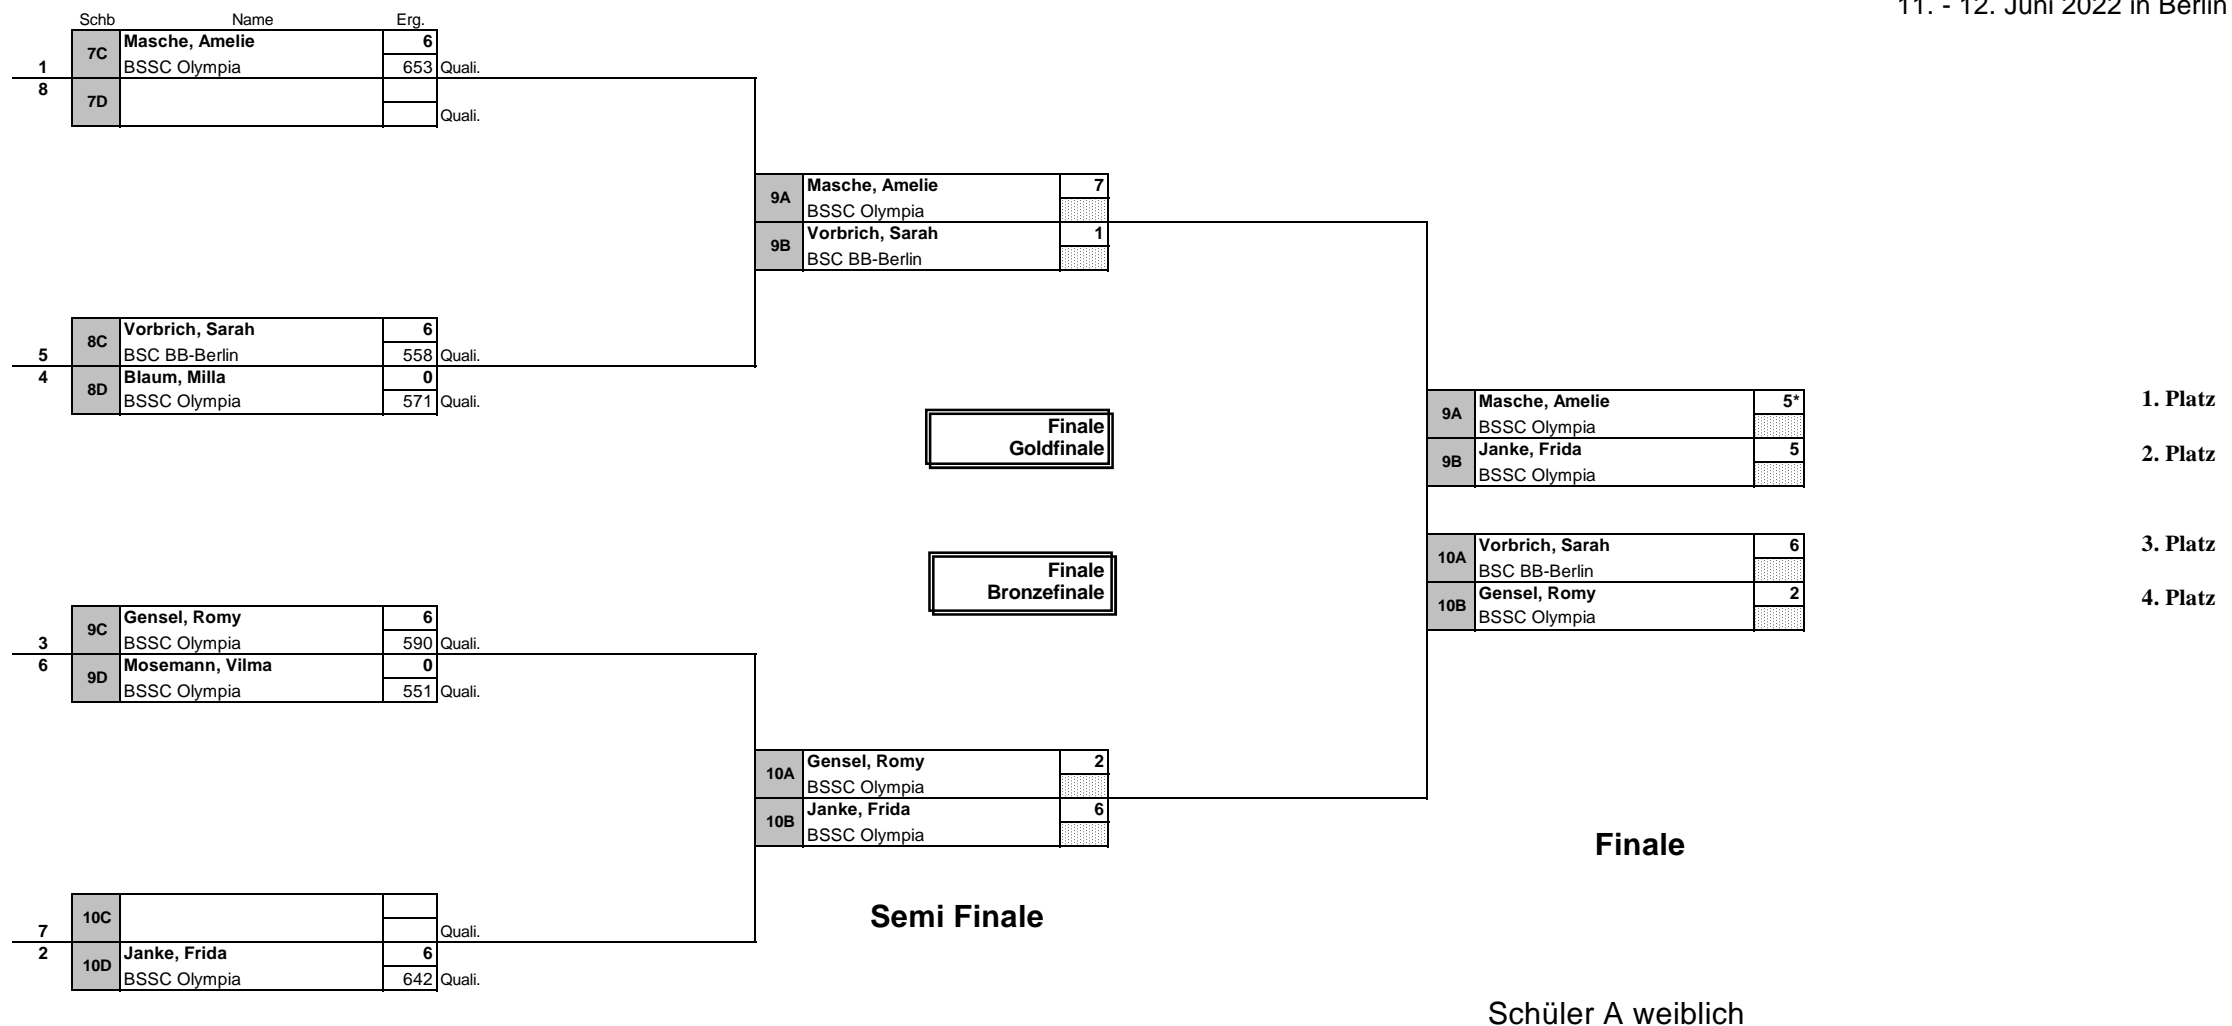 11. - 12. Juni 2022 in Berlin
Schb Name Erg.
7C Masche, Amelie 6
1 BSSC Olympia 653 Quali.
8
7D
Quali.
9A Masche, Amelie 7
BSSC Olympia
9B Vorbrich, Sarah 1
BSC BB-Berlin
8C Vorbrich, Sarah 6
5 BSC BB-Berlin 558 Quali.
4 8D Blaum, Milla 0
BSSC Olympia 571 Quali.
Finale
Goldfinale
9A Masche, Amelie 5* 1. Platz
BSSC Olympia
9B Janke, Frida 5 2. Platz
BSSC Olympia
Finale
Bronzefinale
10A Vorbrich, Sarah 6 3. Platz
BSC BB-Berlin
10B Gensel, Romy 2 4. Platz
BSSC Olympia
9C Gensel, Romy 6
3 BSSC Olympia 590 Quali.
6 9D Mosemann, Vilma 0
BSSC Olympia 551 Quali.
10A Gensel, Romy 2
BSSC Olympia
10B Janke, Frida 6
BSSC Olympia
Finale
10C
7 Quali.
2 10D Janke, Frida 6
BSSC Olympia 642 Quali.
Semi Finale
Schüler A weiblich